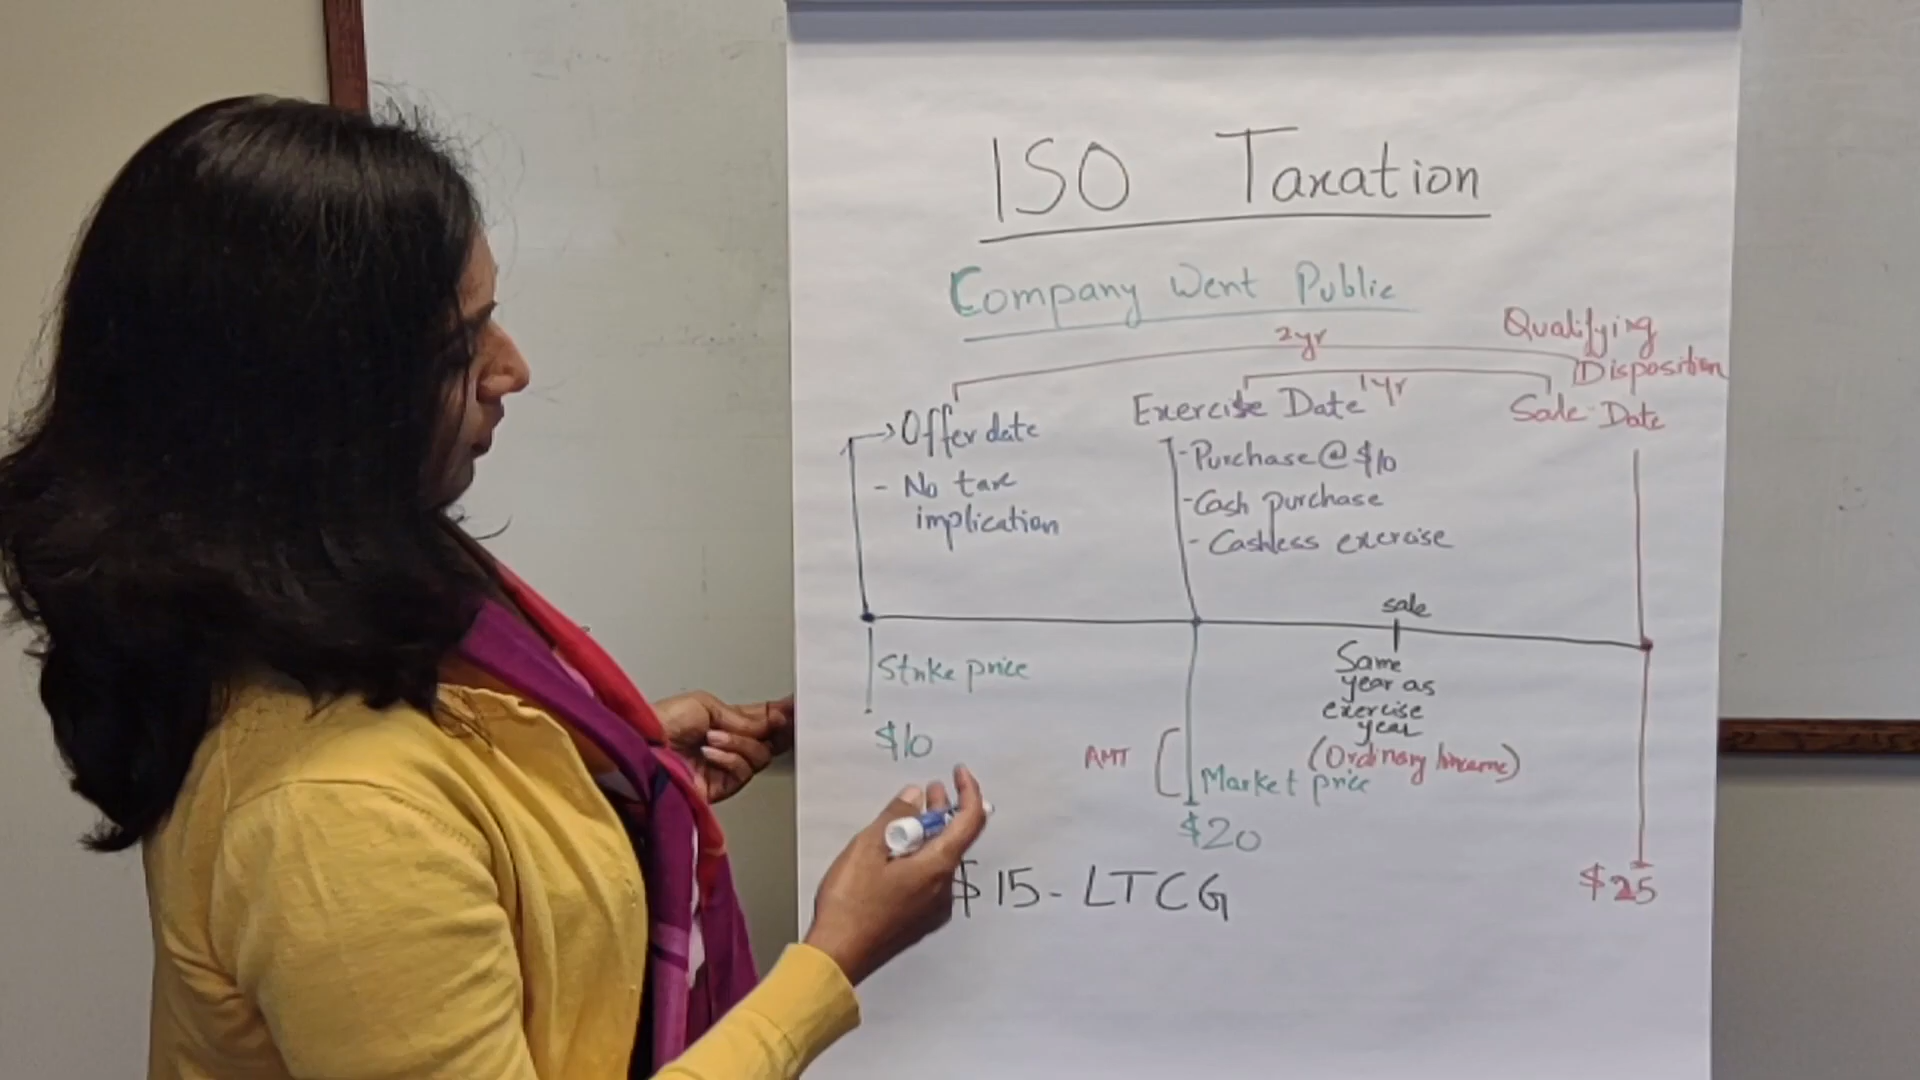 ISO Taxation
Company Went Public
2yr
Qualifying
Disposition
1yr
Offer date
Exercise Date
Sale Date
- No tax
implication
- Purchase @ $10
- Cash purchase
- Cashless exercise
sale
Strike price
$10
Same
year as
exercise
year
(Ordinary Income)
AMT
Market price
$20
$15 - LTCG
$25